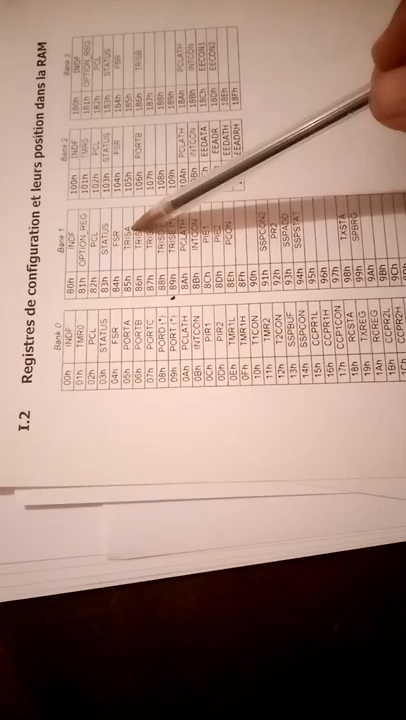 I.2 Registres de configuration et leurs position dans la RAM
Bank 0 Bank 1 Bank 2 Bank 3
00h INDF 80h INDF 100h INDF 180h INDF
01h TMR0 81h OPTION_REG 101h TMR0 181h OPTION_REG
02h PCL 82h PCL 102h PCL 182h PCL
03h STATUS 83h STATUS 103h STATUS 183h STATUS
04h FSR 84h FSR 104h FSR 184h FSR
05h PORTA 85h TRISA 105h 185h
06h PORTB 86h 106h PORTB 186h TRISB
07h PORTC 87h 107h 187h
08h PORD (*) 88h 108h 188h
09h PORT (*) 89h 109h 189h
0Ah PCLATH 8Ah 10Ah PCLATH 18Ah PCLATH
0Bh INTCON 8Bh INTCON INTCON 18Bh INTCON
0Ch PIR1 8Ch PIE1 EEDATA 18Ch EECON1
0Dh PIR2 8Dh PIE2 EEADR 18Dh EECON2
0Eh TMR1L 8Eh PCON EEDATH 18Eh
0Fh TMR1H 8Fh EEADRH 18Fh
10h T1CON 90h
11h TMR2 91h SSPCON2
12h T2CON 92h PR2
13h SSPBUF 93h SSPADD
14h SSPCON 94h SSPSTAT
15h CCPR1L 95h
16h CCPR1H 96h
17h CCP1CON 97h
18h RCSTA 98h TXSTA
19h TXREG 99h SPBRG
1Ah RCREG 9Ah
1Bh CCPR2L 9Bh
1Ch CCPR2H 9Ch